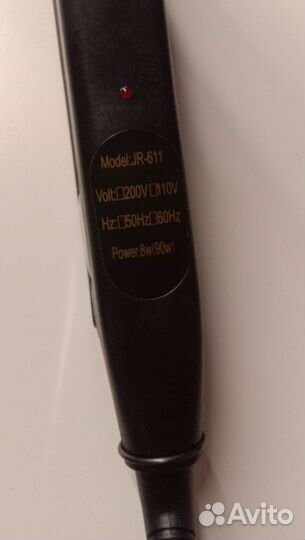 Model:JR-611
Volt:□200V□110V
Hz:□50Hz□60Hz
Power:8w(90w)
Avito